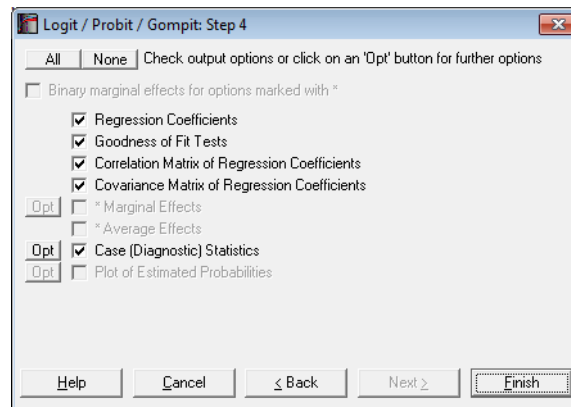 Logit / Probit / Gompit: Step 4
All None Check output options or click on an 'Opt' button for further options
Binary marginal effects for options marked with *
Regression Coefficients
Goodness of Fit Tests
Correlation Matrix of Regression Coefficients
Covariance Matrix of Regression Coefficients
Opt * Marginal Effects
* Average Effects
Opt Case (Diagnostic) Statistics
Opt Plot of Estimated Probabilities
Help Cancel < Back Next > Finish